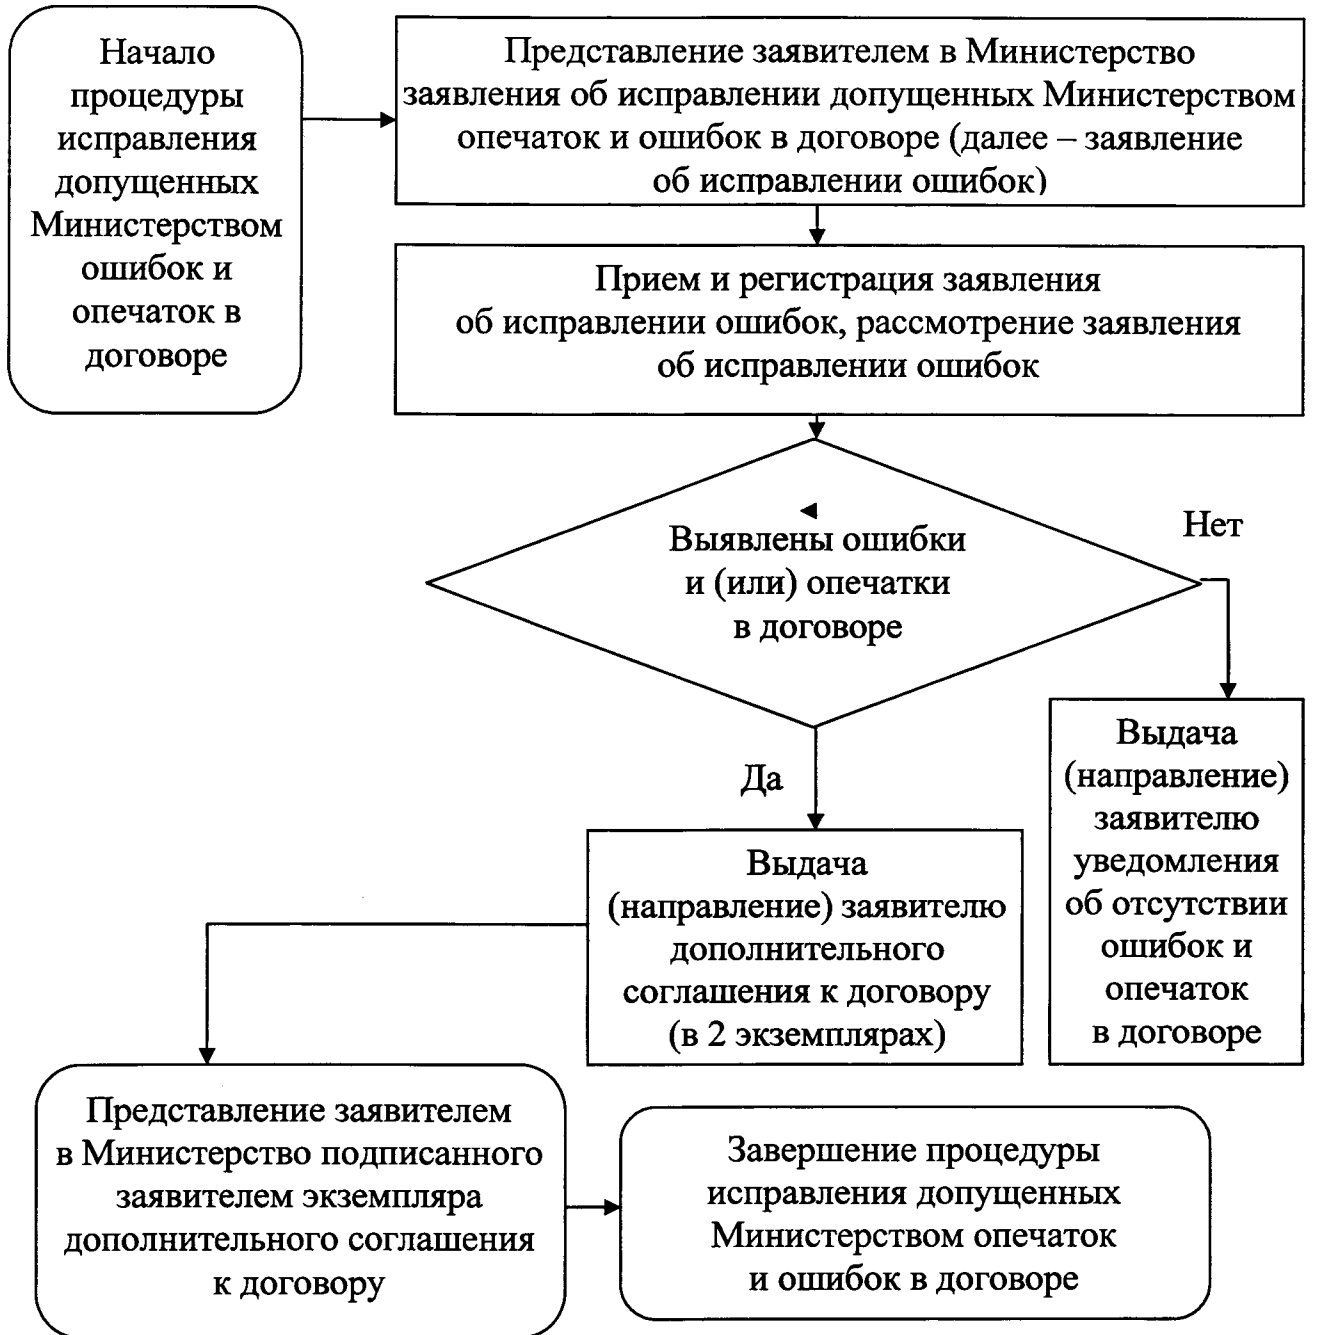 Начало
процедуры
исправления
допущенных
Министерством
ошибок и
опечаток в
договоре
Представление заявителем в Министерство
заявления об исправлении допущенных Министерством
опечаток и ошибок в договоре (далее – заявление
об исправлении ошибок)
Прием и регистрация заявления
об исправлении ошибок, рассмотрение заявления
об исправлении ошибок
Выявлены ошибки
и (или) опечатки
в договоре
Нет
Да
Выдача
(направление)
заявителю
уведомления
об отсутствии
ошибок и
опечаток
в договоре
Выдача
(направление) заявителю
дополнительного
соглашения к договору
(в 2 экземплярах)
Представление заявителем
в Министерство подписанного
заявителем экземпляра
дополнительного соглашения
к договору
Завершение процедуры
исправления допущенных
Министерством опечаток
и ошибок в договоре